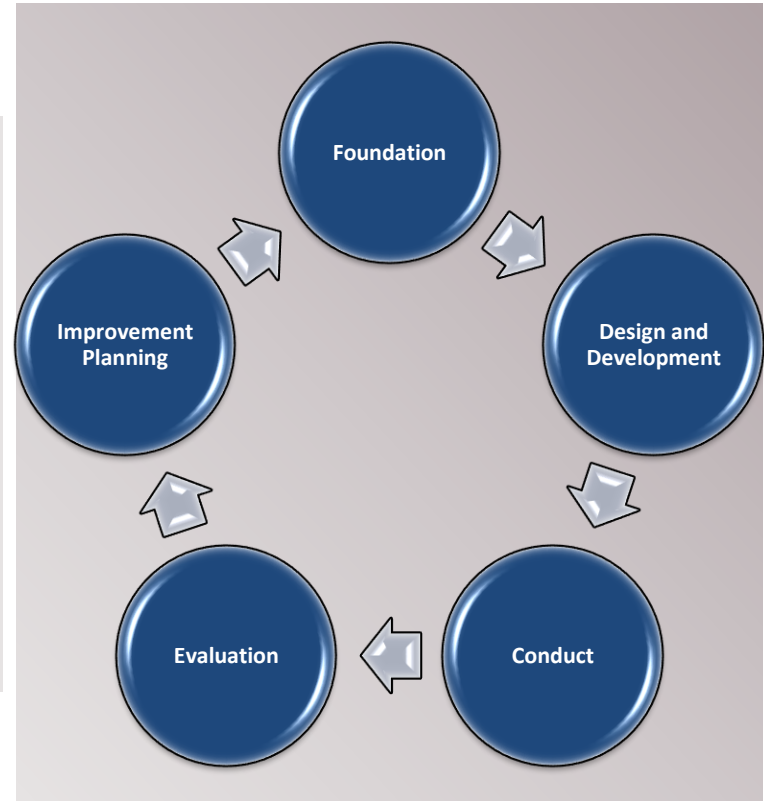 Foundation
Design and
Development
Conduct
Evaluation
Improvement
Planning